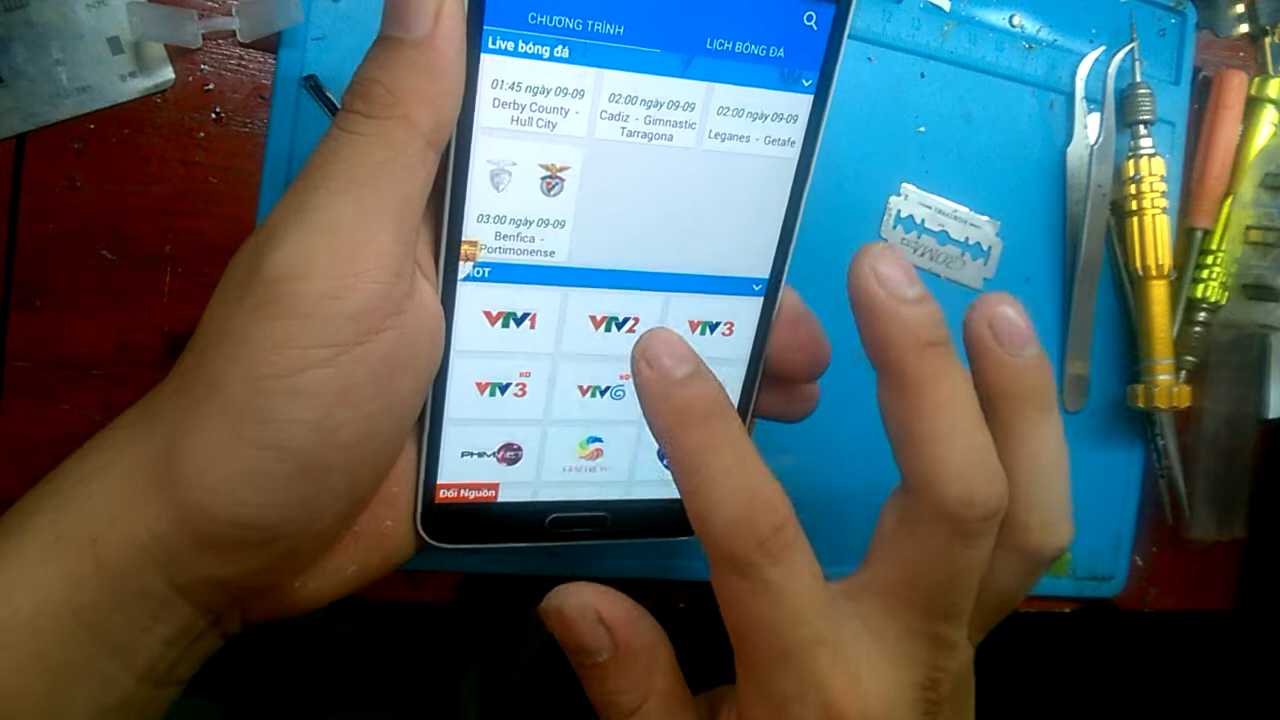 CHƯƠNG TRÌNH
LỊCH BÓNG ĐÁ
Live bóng đá
01:45 ngày 09-09
Derby County -
Hull City
02:00 ngày 09-09
Cadiz - Gimnastic
Tarragona
02:00 ngày 09-09
Leganes - Getafe
03:00 ngày 09-09
Benfica -
Portimonense
HOT
VTV1
VTV2
VTV3
VTV3 HD
VTV6 HD
PHIM
Đổi Nguồn